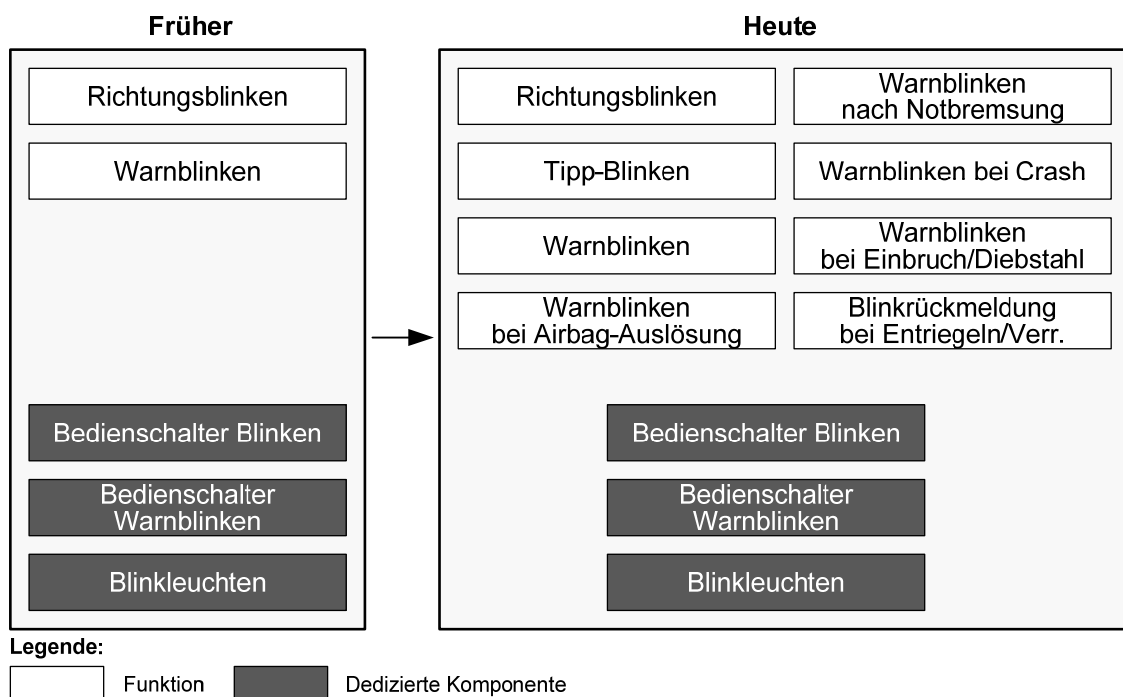 Früher
Richtungsblinken
Warnblinken
Bedienschalter Blinken
Bedienschalter
Warnblinken
Blinkleuchten
Heute
Richtungsblinken
Warnblinken
nach Notbremsung
Tipp-Blinken
Warnblinken bei Crash
Warnblinken
Warnblinken
bei Einbruch/Diebstahl
Warnblinken
bei Airbag-Auslösung
Blinkrückmeldung
bei Entriegeln/Verr.
Bedienschalter Blinken
Bedienschalter
Warnblinken
Blinkleuchten
Legende:
Funktion
Dedizierte Komponente